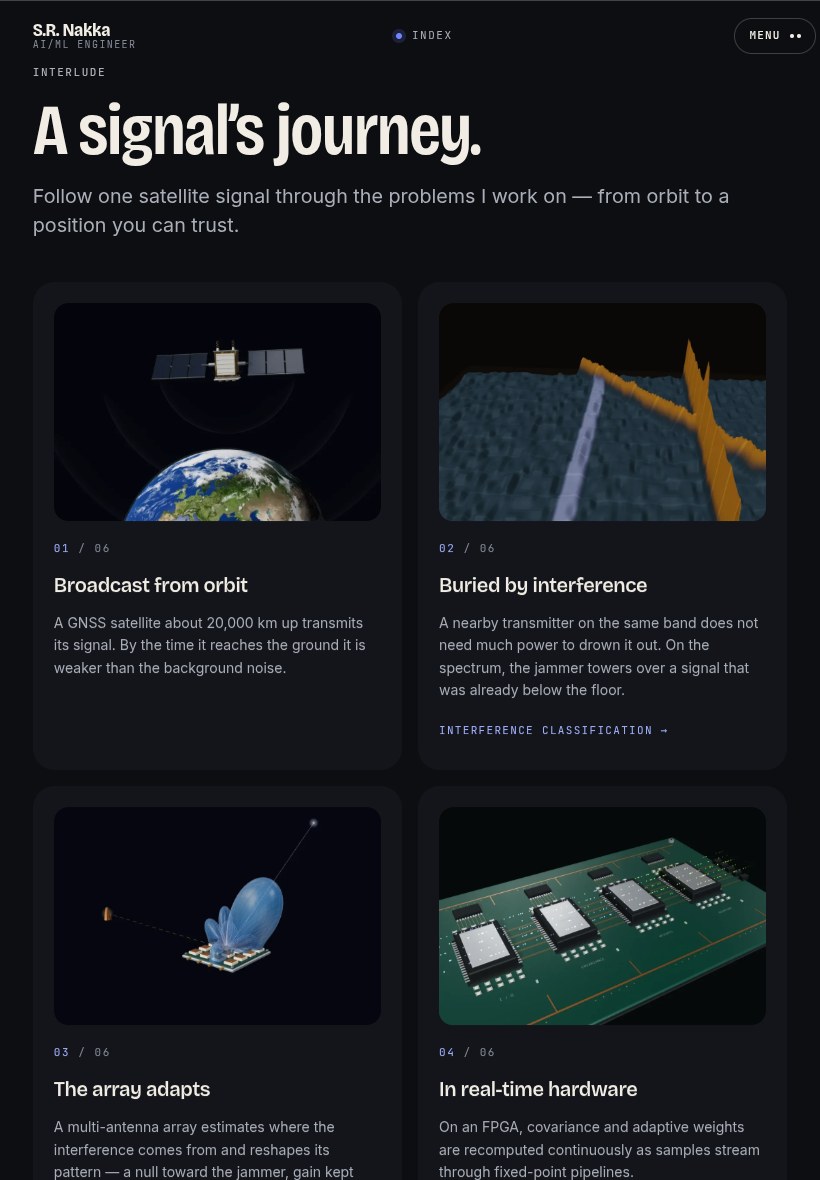 S.R. Nakka
AI/ML ENGINEER
INDEX
MENU
INTERLUDE
A signal's journey.
Follow one satellite signal through the problems I work on — from orbit to a
position you can trust.
01 / 06
Broadcast from orbit
A GNSS satellite about 20,000 km up transmits
its signal. By the time it reaches the ground it is
weaker than the background noise.
02 / 06
Buried by interference
A nearby transmitter on the same band does not
need much power to drown it out. On the
spectrum, the jammer towers over a signal that
was already below the floor.
INTERFERENCE CLASSIFICATION →
03 / 06
The array adapts
A multi-antenna array estimates where the
interference comes from and reshapes its
pattern — a null toward the jammer, gain kept
04 / 06
In real-time hardware
On an FPGA, covariance and adaptive weights
are recomputed continuously as samples stream
through fixed-point pipelines.